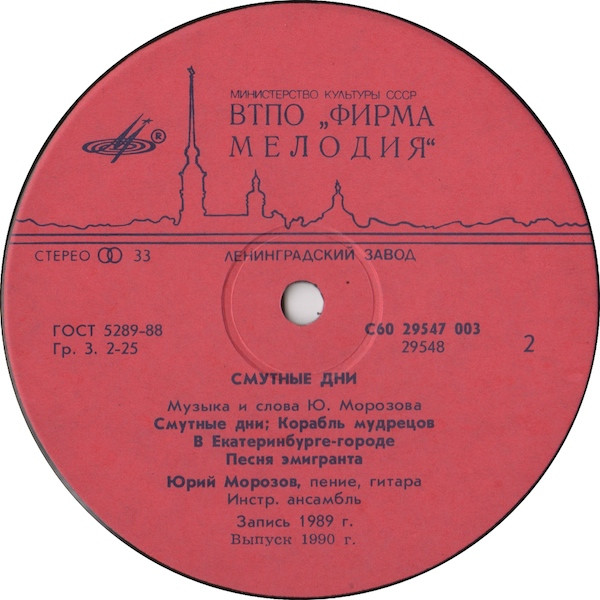 МИНИСТЕРСТВО КУЛЬТУРЫ СССР
ВТПО „ФИРМА
МЕЛОДИЯ“
®
СТЕРЕО 33
ЛЕНИНГРАДСКИЙ ЗАВОД
ГОСТ 5289-88
Гр. 3. 2-25
С60 29547 003
29548
2
СМУТНЫЕ ДНИ
Музыка и слова Ю. Морозова
Смутные дни; Корабль мудрецов
В Екатеринбурге-городе
Песня эмигранта
Юрий Морозов, пение, гитара
Инстр. ансамбль
Запись 1989 г.
Выпуск 1990 г.